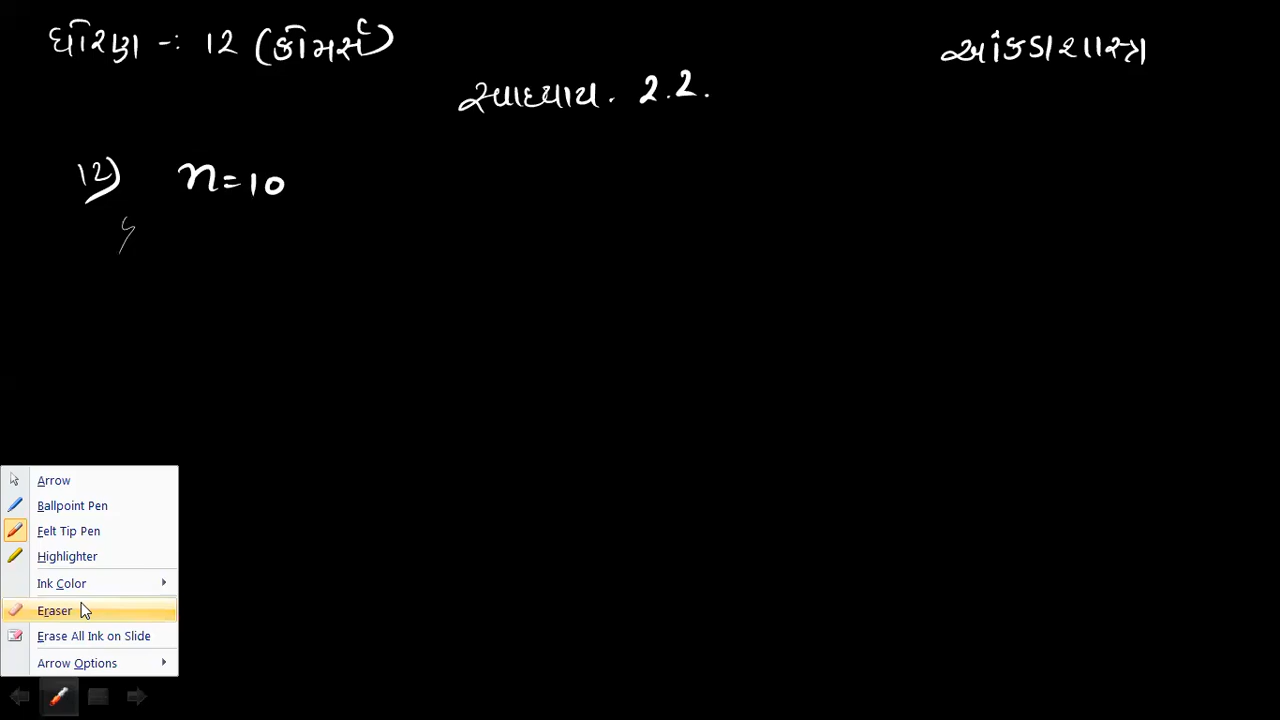 ધોરણ -: 12 (કોમર્સ)
આંકડાશાસ્ત્ર
સ્વાધ્યાય. 2.2.
12) n=10
Arrow
Ballpoint Pen
Felt Tip Pen
Highlighter
Ink Color
Eraser
Erase All Ink on Slide
Arrow Options